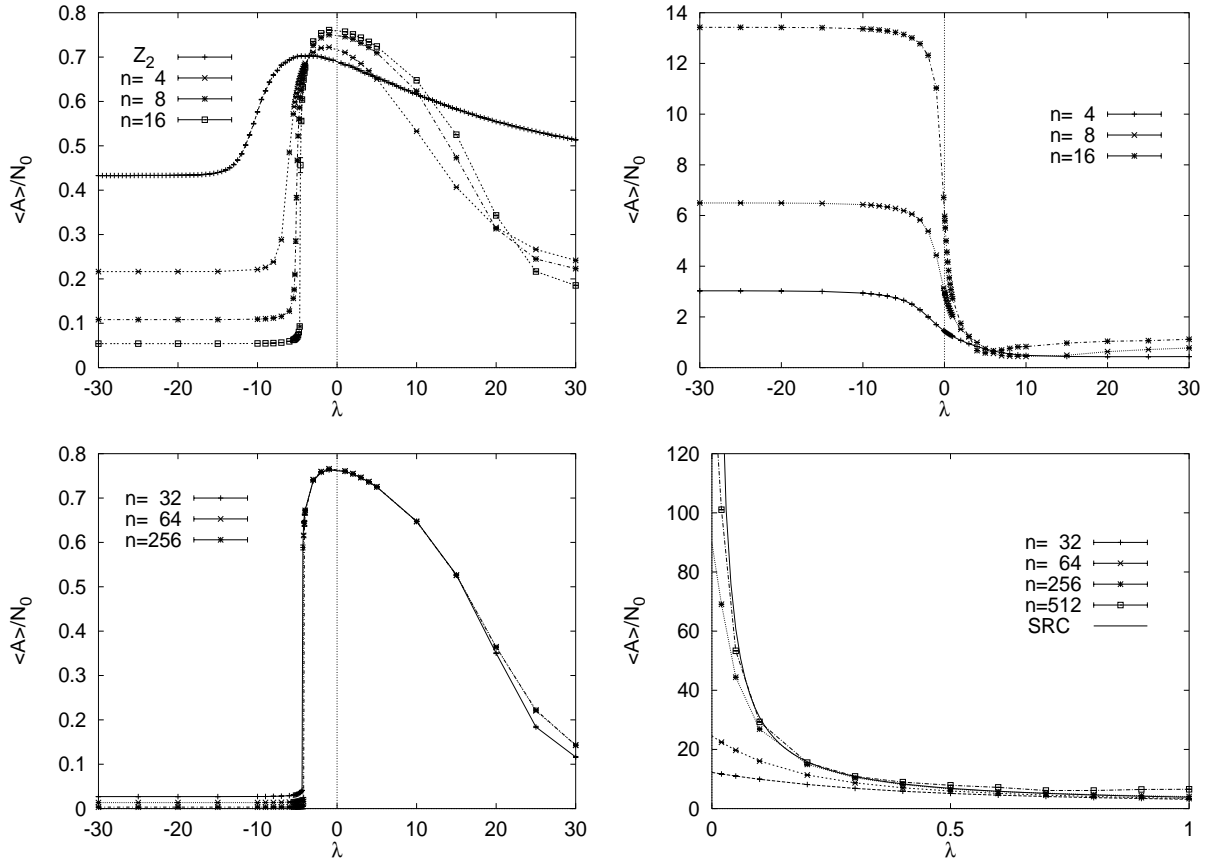 <A>/N0
0.8
0.7
0.6
0.5
0.4
0.3
0.2
0.1
0
Z2
n= 4
n= 8
n=16
-30 -20 -10 0 10 20 30
λ
<A>/N0
14
12
10
8
6
4
2
0
n= 4
n= 8
n=16
-30 -20 -10 0 10 20 30
λ
<A>/N0
0.8
0.7
0.6
0.5
0.4
0.3
0.2
0.1
0
n= 32
n= 64
n=256
-30 -20 -10 0 10 20 30
λ
<A>/N0
120
100
80
60
40
20
0
n= 32
n= 64
n=256
n=512
SRC
0 0.5 1
λ